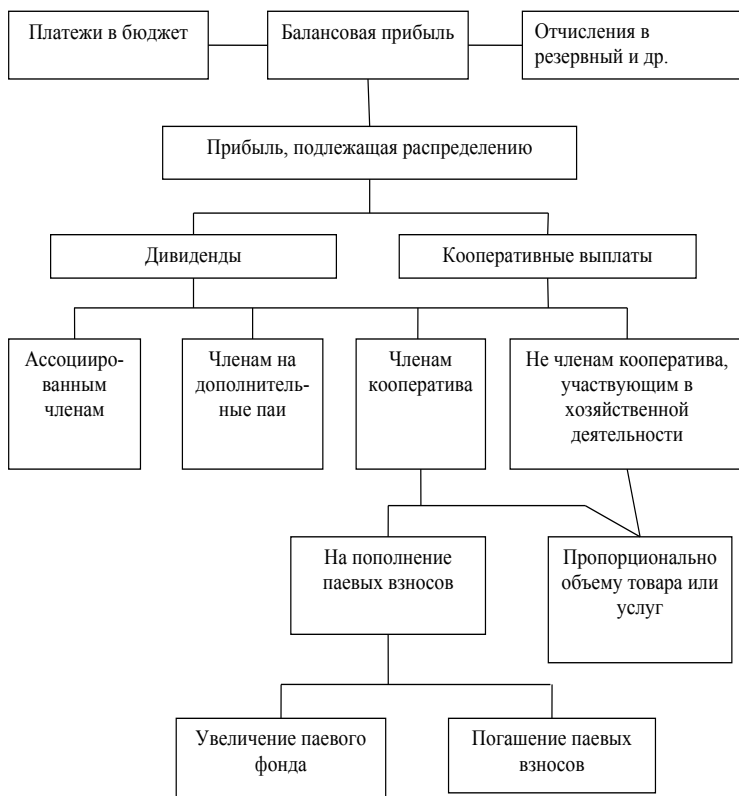 Платежи в бюджет
Балансовая прибыль
Отчисления в
резервный и др.
Прибыль, подлежащая распределению
Дивиденды
Кооперативные выплаты
Ассоцииро-
ванным
членам
Членам на
дополнитель-
ные паи
Членам
кооператива
Не членам кооператива,
участвующим в
хозяйственной
деятельности
На пополнение
паевых взносов
Пропорционально
объему товара или
услуг
Увеличение паевого
фонда
Погашение паевых
взносов